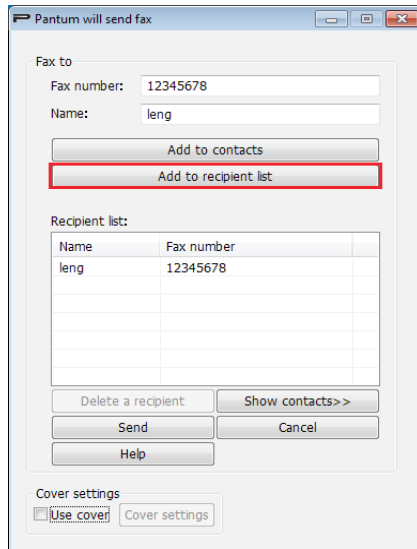 Pantum will send fax
Fax to
Fax number: 12345678
Name: leng
Add to contacts
Add to recipient list
Recipient list:
Name Fax number
leng 12345678
Delete a recipient Show contacts>>
Send Cancel
Help
Cover settings
Use cover Cover settings